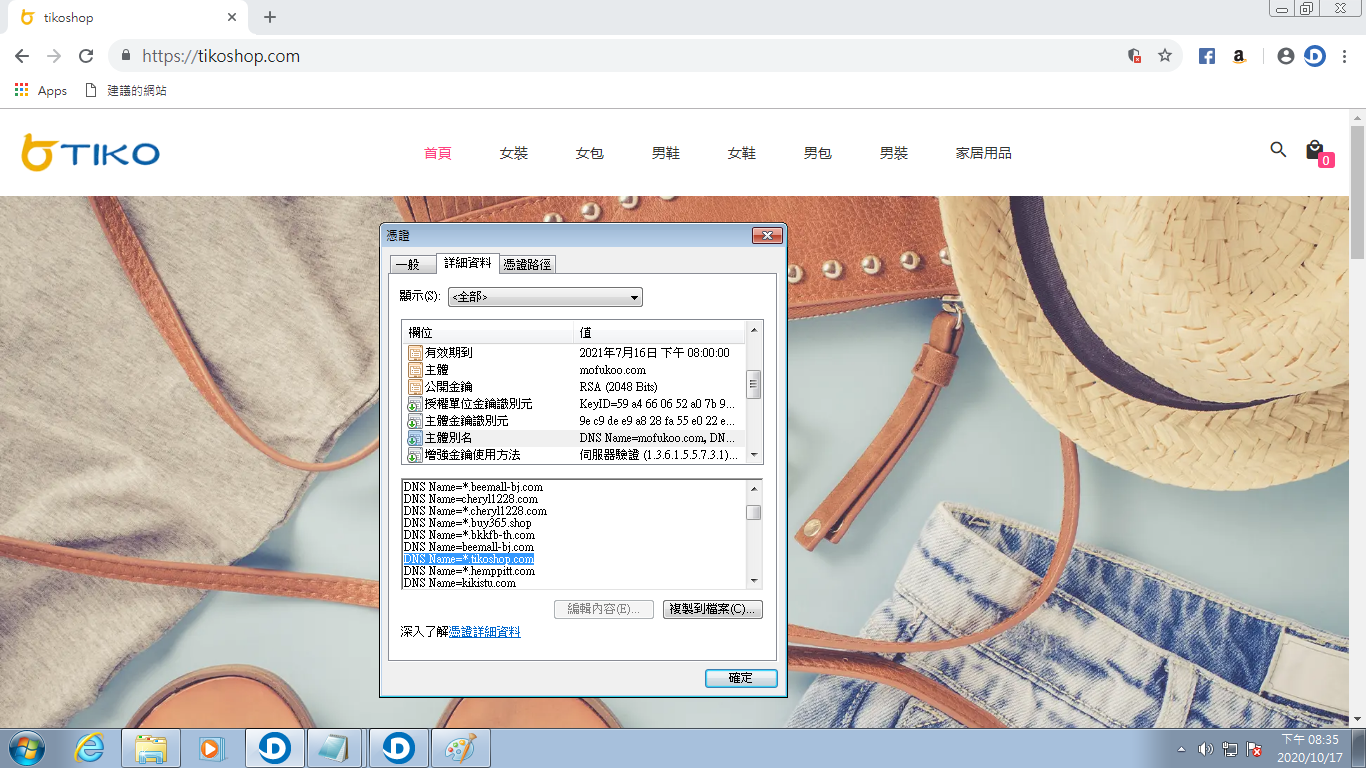 tikoshop
https://tikoshop.com
Apps 建議的網站
TIKO
首頁 女裝 女包 男鞋 女鞋 男包 男裝 家居用品
0
憑證
一般 詳細資料 憑證路徑
顯示(S): <全部>
欄位 值
有效期到 2021年7月16日 下午 08:00:00
主體 mofukoo.com
公開金鑰 RSA (2048 Bits)
授權單位金鑰識別元 KeyID=59 a4 66 06 52 a0 7b 9...
主體金鑰識別元 9e c9 de e9 a8 28 fa 55 e0 22 e...
主體別名 DNS Name=mofukoo.com, DN...
增強金鑰使用方法 伺服器驗證 (1.3.6.1.5.5.7.3.1)...
DNS Name=*.beemall-bj.com
DNS Name=cheryl1228.com
DNS Name=*.cheryl1228.com
DNS Name=*.buy365.shop
DNS Name=*.bkkfb-th.com
DNS Name=beemall-bj.com
DNS Name=*.tikoshop.com
DNS Name=*.hemppitt.com
DNS Name=kikistu.com
編輯內容(E)... 複製到檔案(C)...
深入了解憑證詳細資料
確定
下午 08:35
2020/10/17